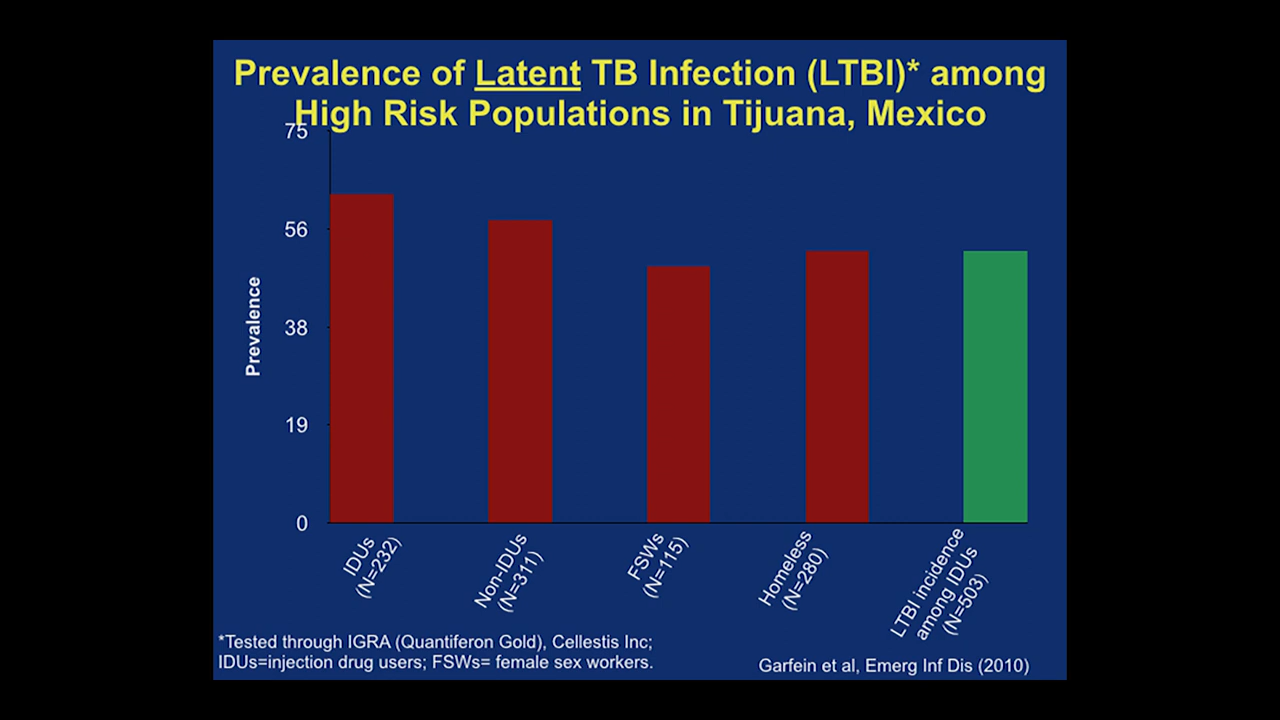 Prevalence of Latent TB Infection (LTBI)* among
High Risk Populations in Tijuana, Mexico
75
56
38
19
0
Prevalence
IDUs
(N=232)
Non-IDUs
(N=311)
FSWs
(N=115)
Homeless
(N=280)
LTBI incidence
among IDUs
(N=503)
*Tested through IGRA (Quantiferon Gold), Cellestis Inc;
IDUs=injection drug users; FSWs= female sex workers.
Garfein et al, Emerg Inf Dis (2010)